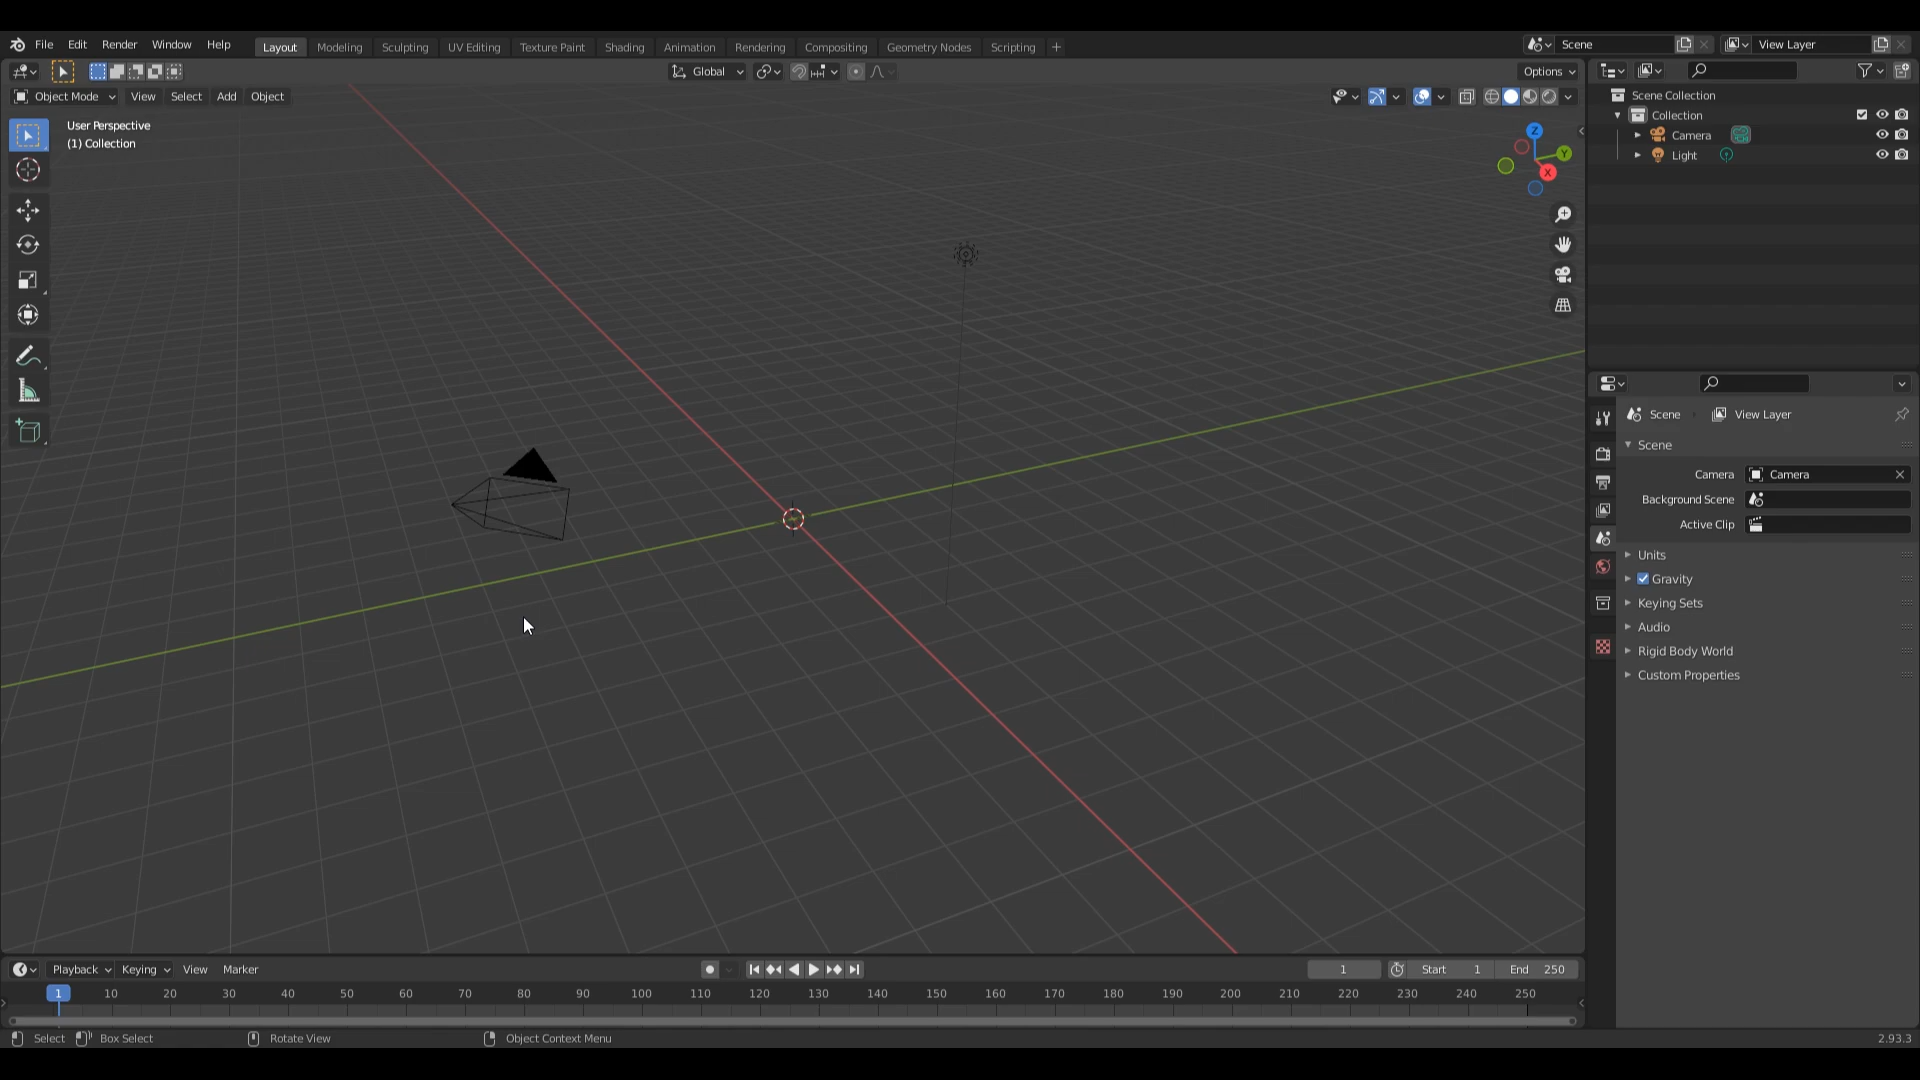 File Edit Render Window Help Layout Modeling Sculpting UV Editing Texture Paint Shading Animation Rendering Compositing Geometry Nodes Scripting + Scene View Layer
Global Options
Object Mode View Select Add Object
User Perspective
(1) Collection
Z
Y
X
Scene Collection
Collection
Camera
Light
Scene View Layer
Scene
Camera Camera
Background Scene
Active Clip
Units
Gravity
Keying Sets
Audio
Rigid Body World
Custom Properties
Playback Keying View Marker 1 Start 1 End 250
1 10 20 30 40 50 60 70 80 90 100 110 120 130 140 150 160 170 180 190 200 210 220 230 240 250
Select Box Select Rotate View Object Context Menu 2.93.3